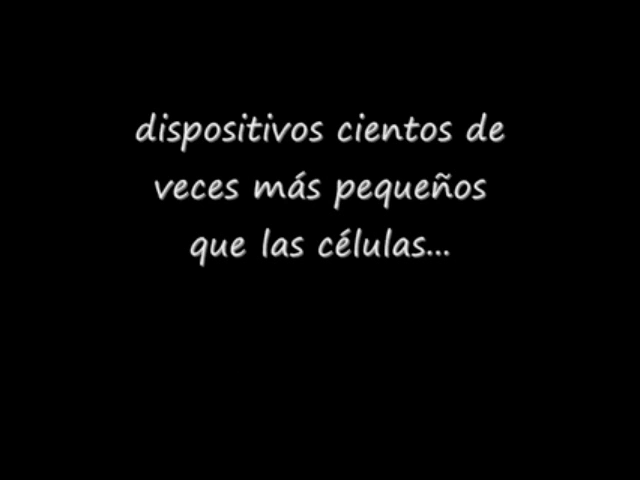 dispositivos cientos de
veces más pequeños
que las células...